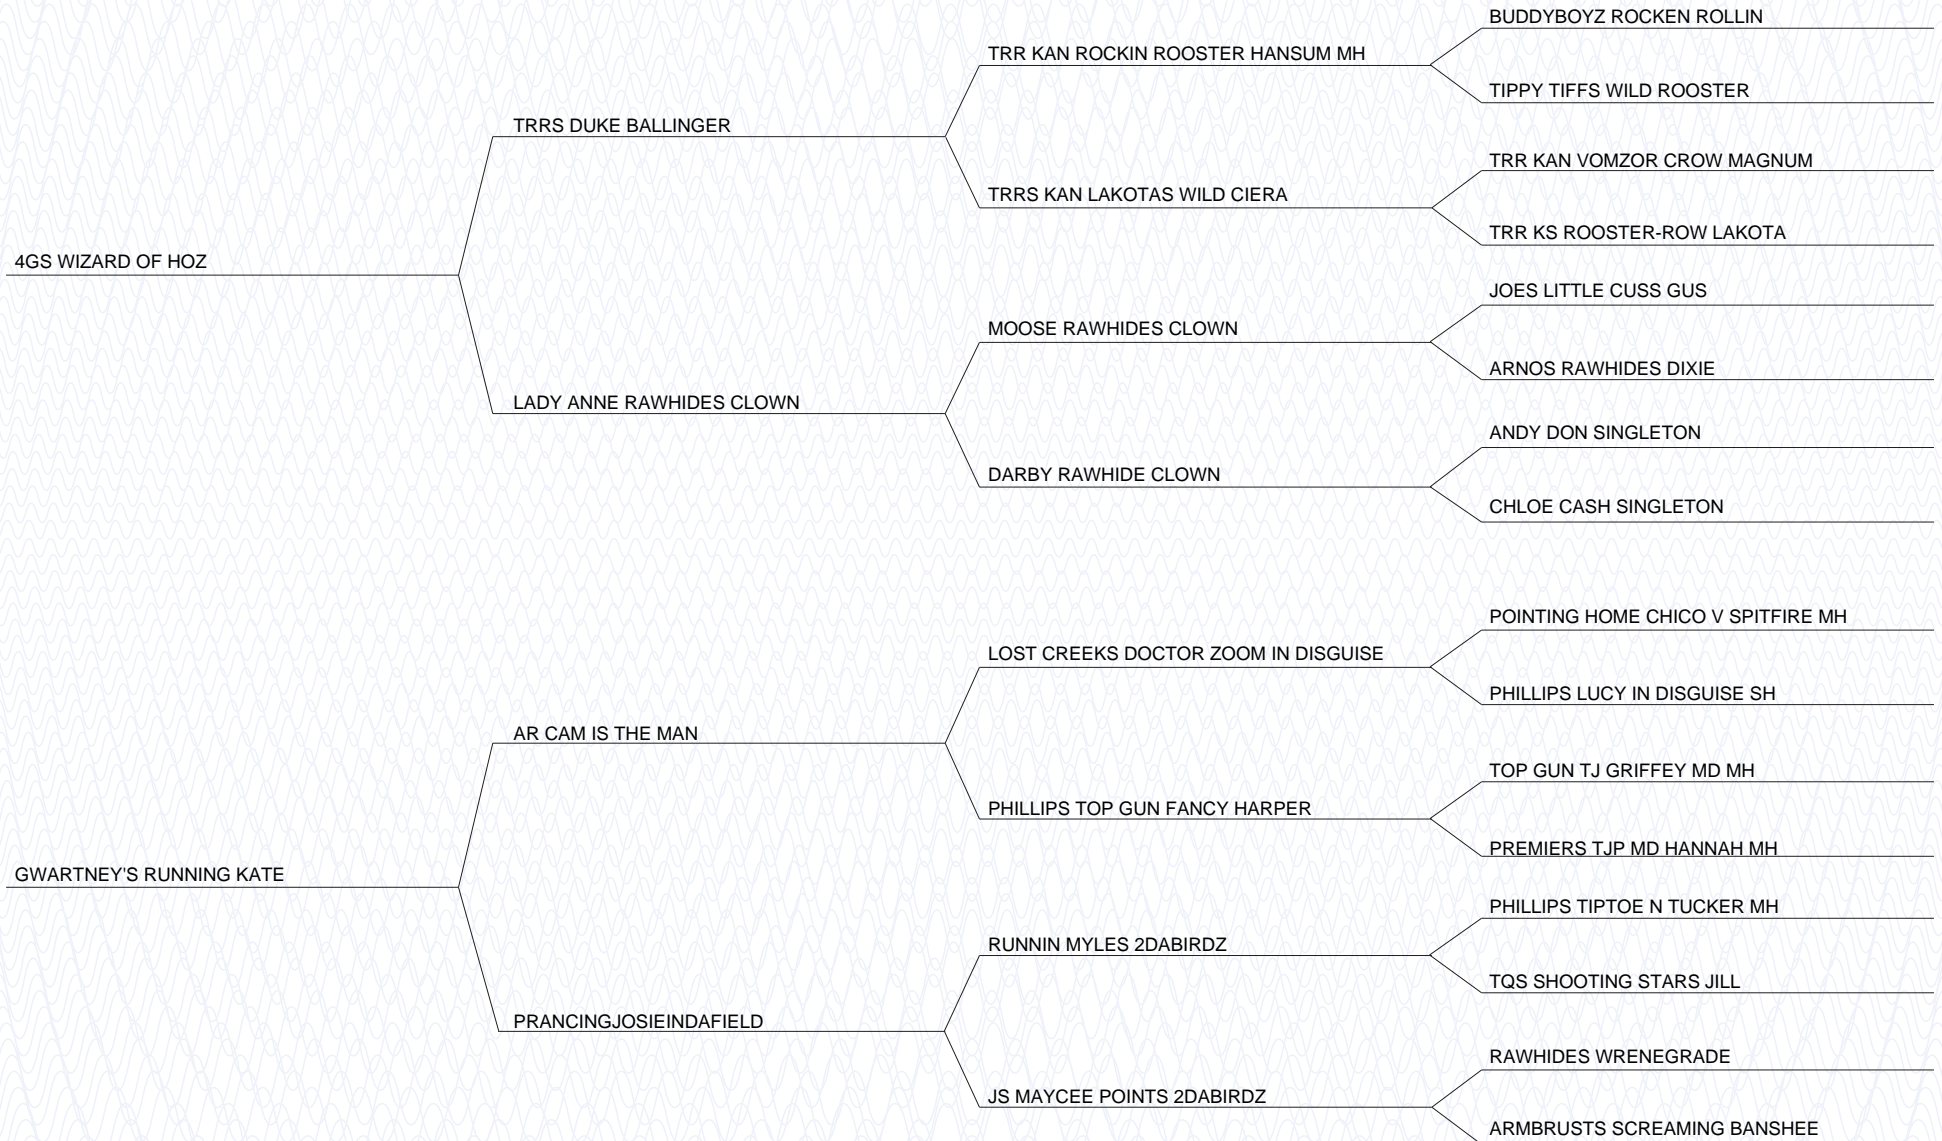 BUDDYBOYZ ROCKEN ROLLIN
TRR KAN ROCKIN ROOSTER HANSUM MH
TIPPY TIFFS WILD ROOSTER
TRRS DUKE BALLINGER
TRR KAN VOMZOR CROW MAGNUM
TRRS KAN LAKOTAS WILD CIERA
TRR KS ROOSTER-ROW LAKOTA
4GS WIZARD OF HOZ
JOES LITTLE CUSS GUS
MOOSE RAWHIDES CLOWN
ARNOS RAWHIDES DIXIE
LADY ANNE RAWHIDES CLOWN
ANDY DON SINGLETON
DARBY RAWHIDE CLOWN
CHLOE CASH SINGLETON
POINTING HOME CHICO V SPITFIRE MH
LOST CREEKS DOCTOR ZOOM IN DISGUISE
PHILLIPS LUCY IN DISGUISE SH
AR CAM IS THE MAN
TOP GUN TJ GRIFFEY MD MH
PHILLIPS TOP GUN FANCY HARPER
PREMIERS TJP MD HANNAH MH
GWARTNEY'S RUNNING KATE
PHILLIPS TIPTOE N TUCKER MH
RUNNIN MYLES 2DABIRDZ
TQS SHOOTING STARS JILL
PRANCINGJOSIEINDAFIELD
RAWHIDES WRENEGRADE
JS MAYCEE POINTS 2DABIRDZ
ARMBRUSTS SCREAMING BANSHEE